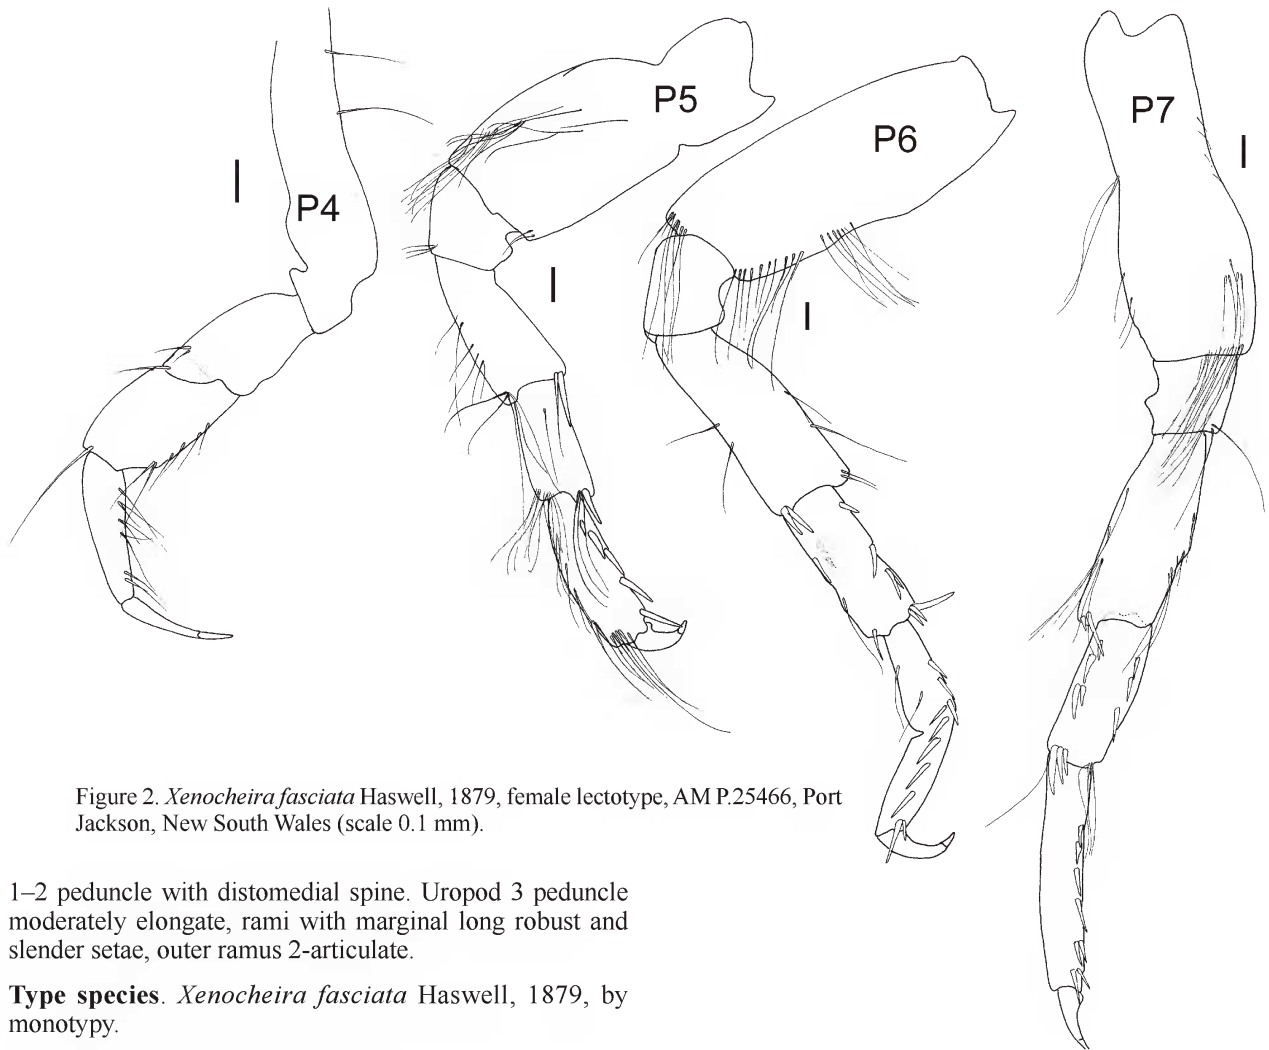 P4
P5
P6
P7
Figure 2. Xenocheira fasciata Haswell, 1879, female lectotype, AM P.25466, Port
Jackson, New South Wales (scale 0.1 mm).
1–2 peduncle with distomedial spine. Uropod 3 peduncle
moderately elongate, rami with marginal long robust and
slender setae, outer ramus 2-articulate.
Type species. Xenocheira fasciata Haswell, 1879, by
monotypy.